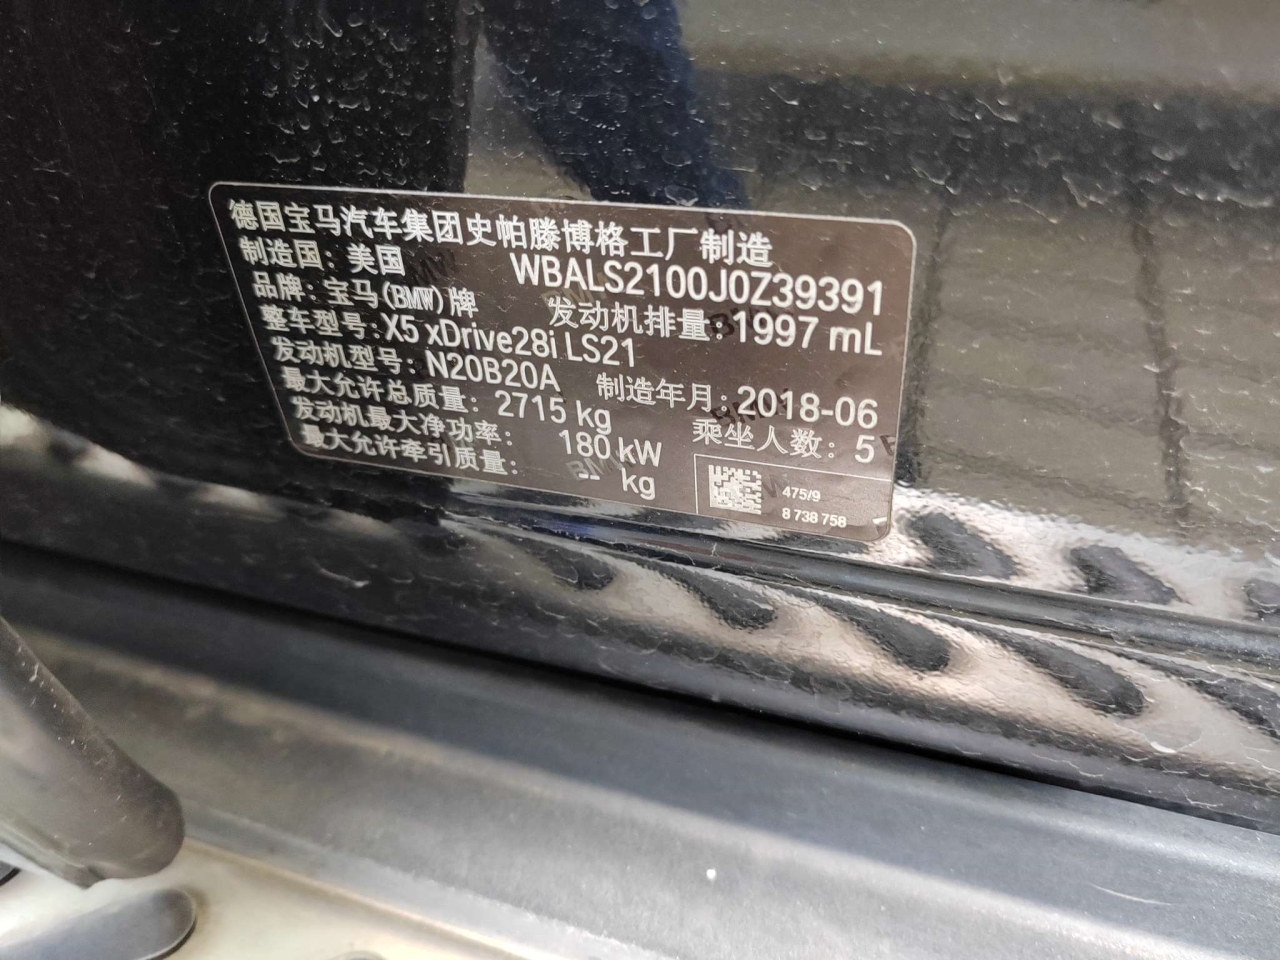 德国宝马汽车集团史帕滕博格工厂制造
制造国：美国 WBALS2100J0Z39391
品牌：宝马(BMW)牌 发动机排量：1997 mL
整车型号：X5 xDrive28i LS21
发动机型号：N20B20A 制造年月：2018-06
最大允许总质量：2715 kg 乘坐人数：5
发动机最大净功率：180 kW
最大允许牵引质量：-- kg
475/9
8 738 758